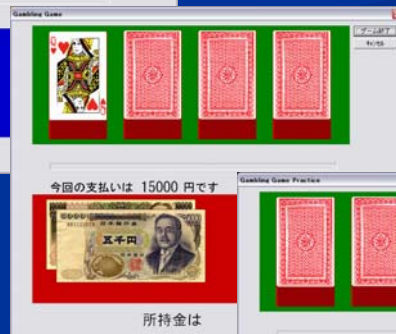 Gambling Game
ゲーム終了
キャンセル
Q
今回の支払いは 15000 円です
五千円
Gambling Game Practice
所持金は